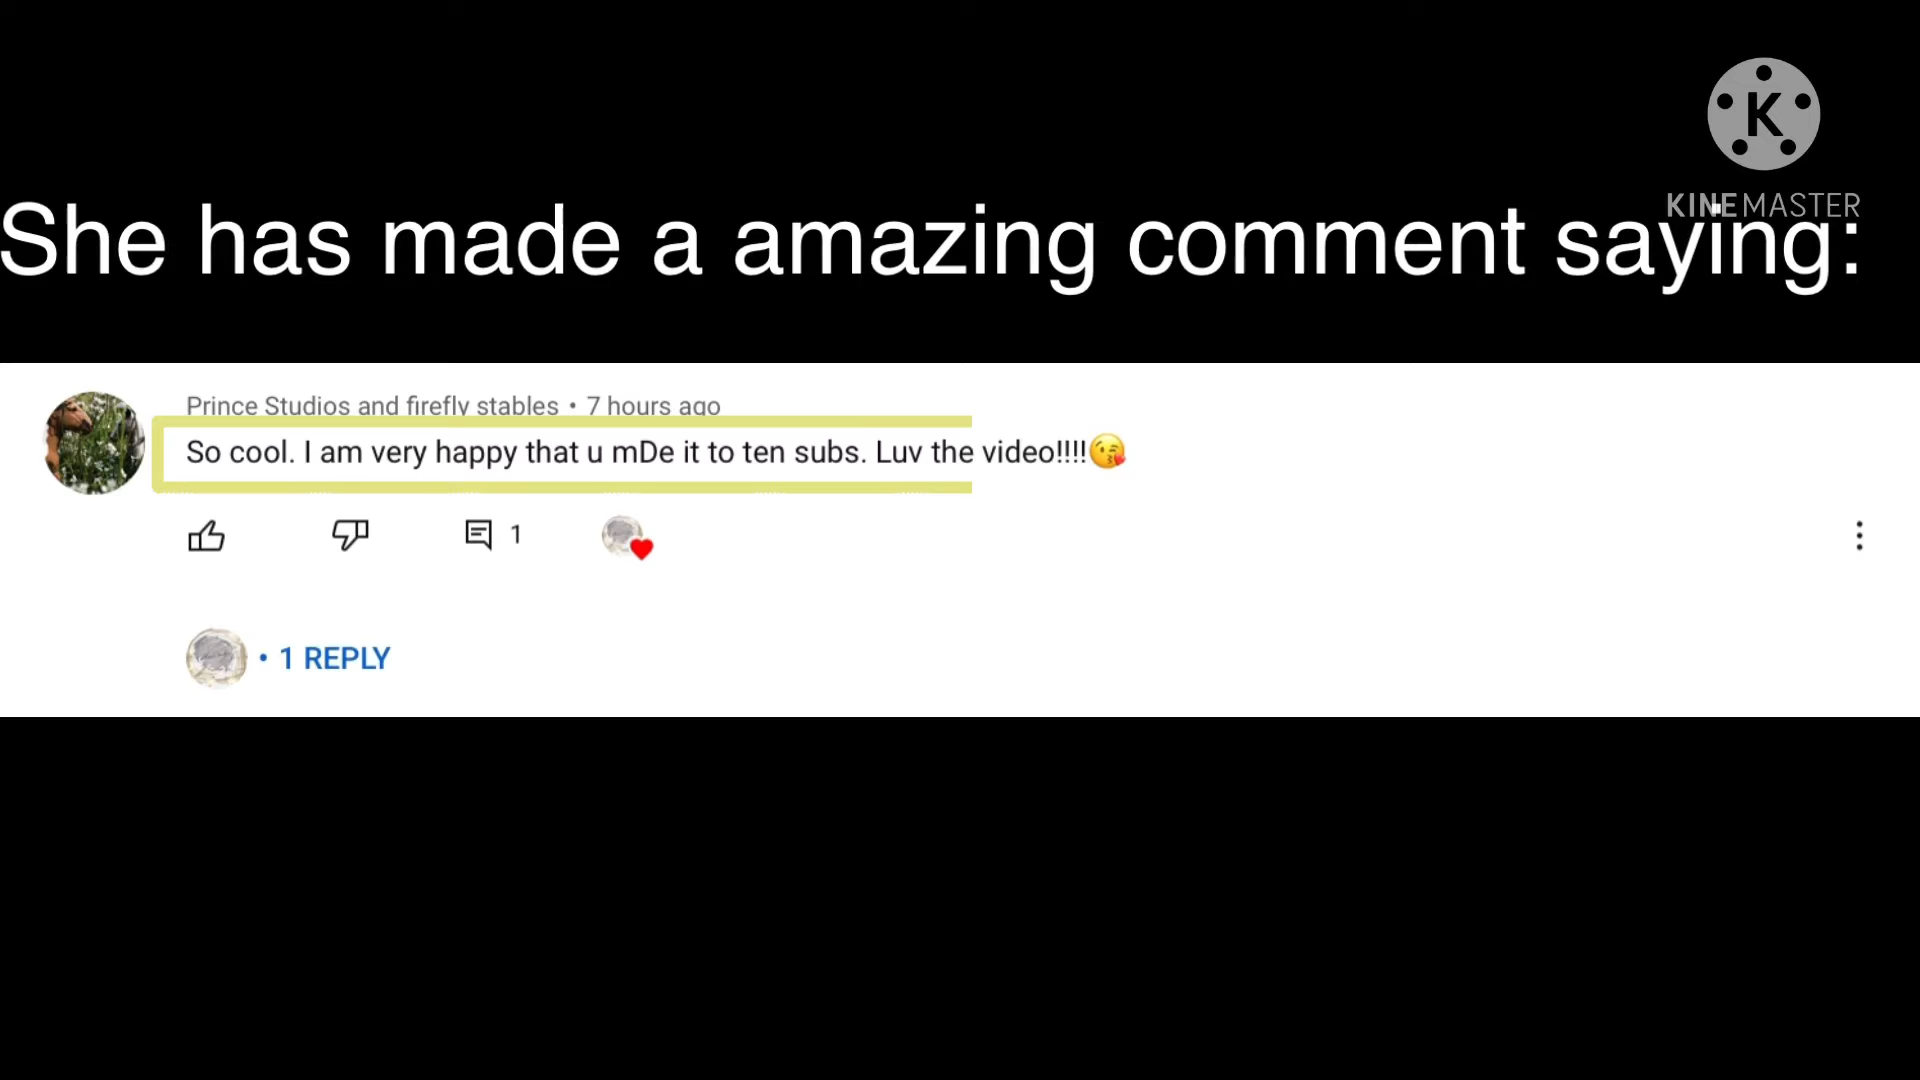 K
KINEMASTER
She has made a amazing comment saying:
Prince Studios and firefly stables • 7 hours ago
So cool. I am very happy that u mDe it to ten subs. Luv the video!!!!😘
1
• 1 REPLY